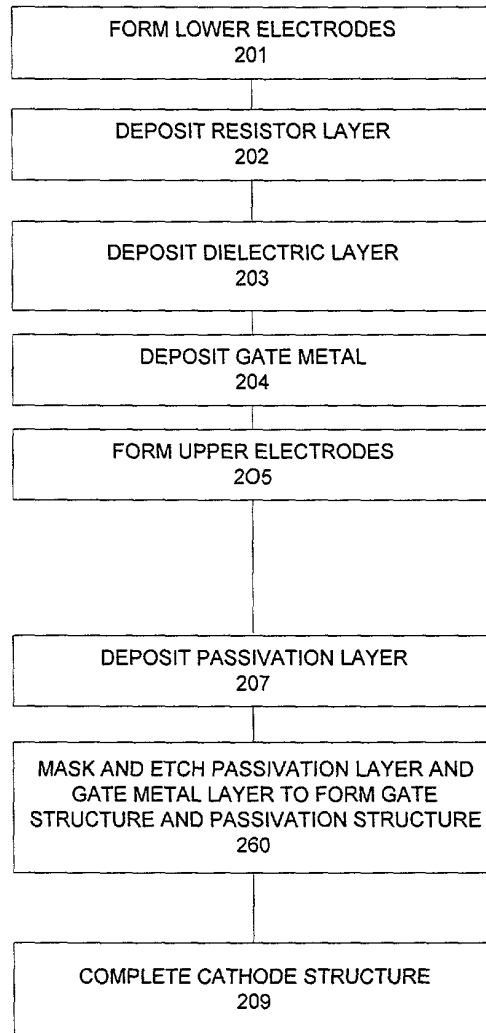 FORM LOWER ELECTRODES
201
DEPOSIT RESISTOR LAYER
202
DEPOSIT DIELECTRIC LAYER
203
DEPOSIT GATE METAL
204
FORM UPPER ELECTRODES
2O5
DEPOSIT PASSIVATION LAYER
207
MASK AND ETCH PASSIVATION LAYER AND
GATE METAL LAYER TO FORM GATE
STRUCTURE AND PASSIVATION STRUCTURE
260
COMPLETE CATHODE STRUCTURE
209